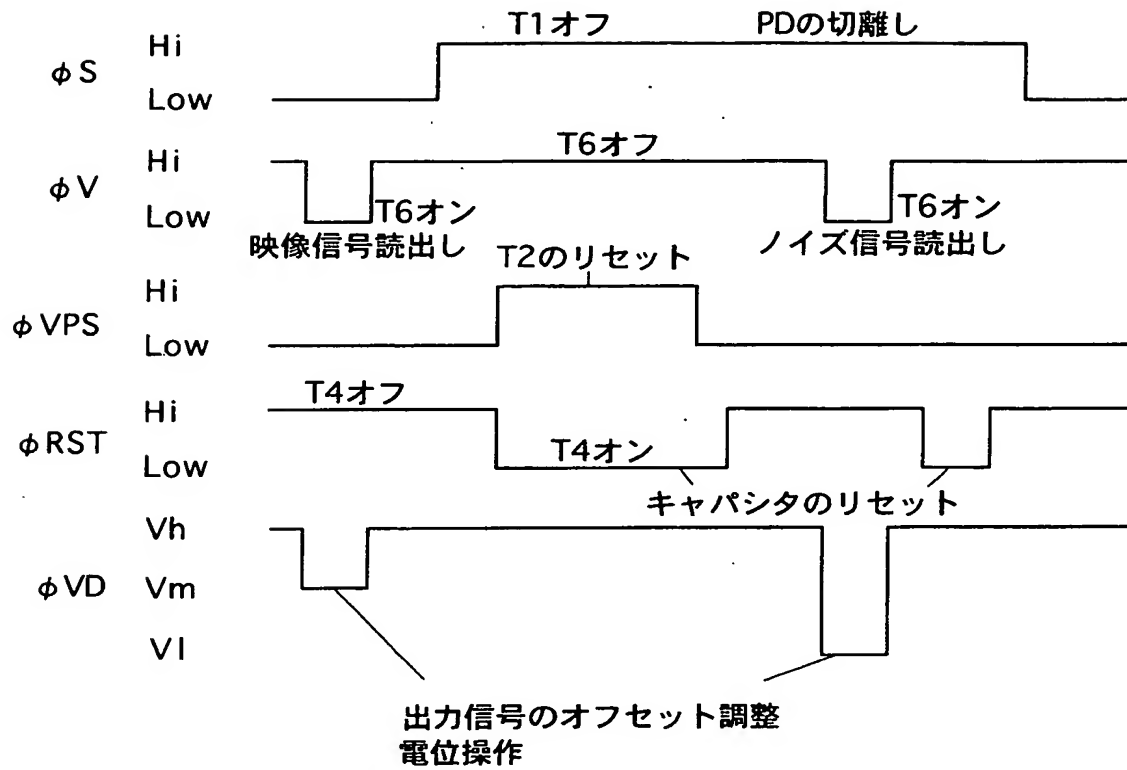 T1オフ PDの切離し
Hi
φS
Low
T6オフ
Hi
φV
Low
T6オン
T6オン
映像信号読出し
ノイズ信号読出し
T2のリセット
Hi
φVPS
Low
T4オフ
Hi
φRST
T4オン
Low
キャパシタのリセット
Vh
φVD
Vm
Vl
出力信号のオフセット調整
電位操作